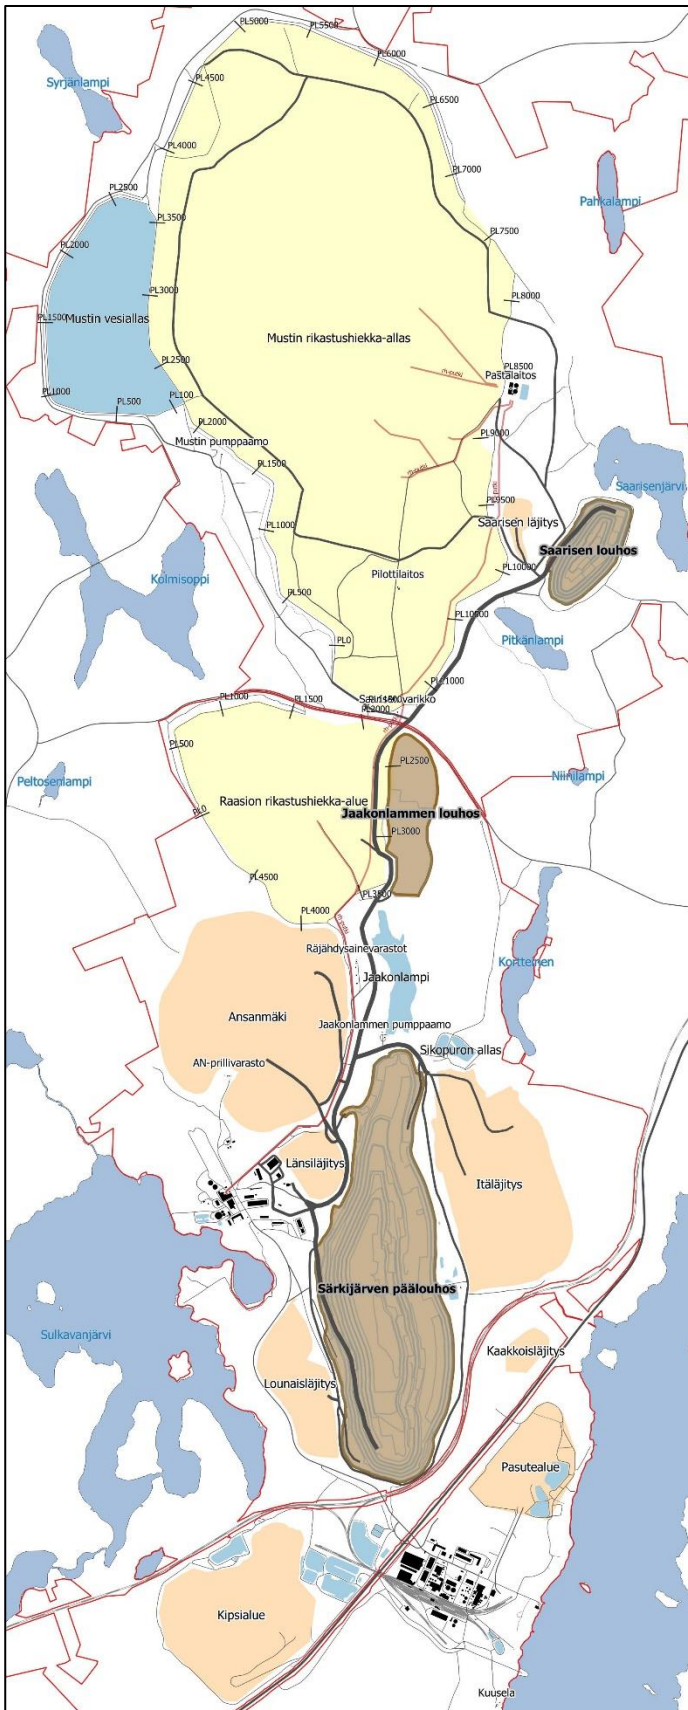 PL5000
PL5500
PL6000
Syrjänlampi
PL4500
PL6500
PL4000
PL7000
PL2500
Pahkalampi
PL3500
PL7500
PL2000
PL3000
PL8000
PL1500
Mustin vesiallas
Mustin rikastushiekka-allas
PL2500
PL8500
Pastalaitos
PL1000
PL500
PL100
PL2000
Mustin pumppaamo
PL9000
PL1500
Saarisenjärvi
PL9500
Saarisen läjitys
PL1000
Saarisen louhos
Kolmisoppi
Pilottilaitos
PL10000
PL500
PL10500
Pitkänlampi
PL0
PL11000
PL1000
PL1500
PL2000
PL500
PL2500
Peltosenlampi
Niinilampi
Raasion rikastushiekka-alue
PL0
Jaakonlammen louhos
PL3000
PL4500
PL3500
PL4000
Räjähdysainevarastot
Kortteinen
Jaakonlampi
Ansanmäki
Jaakonlammen pumppaamo
Sikopuron allas
AN-prillivarasto
Länsiläjitys
Itäläjitys
Särkijärven päälouhos
Sulkavanjärvi
Kaakkoisläjitys
Lounaisläjitys
Pasutealue
Kipsialue
Kuusela